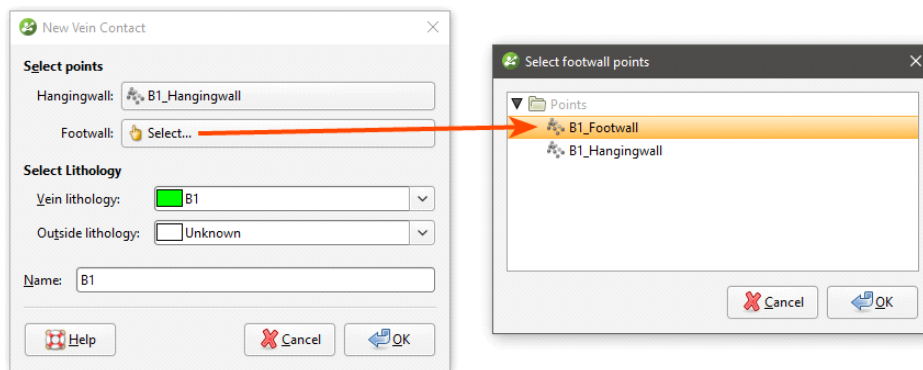 New Vein Contact
Select points
Hangingwall: B1_Hangingwall
Footwall: Select...
Select Lithology
Vein lithology: B1
Outside lithology: Unknown
Name: B1
Help Cancel OK
Select footwall points
Points
B1_Footwall
B1_Hangingwall
Cancel OK